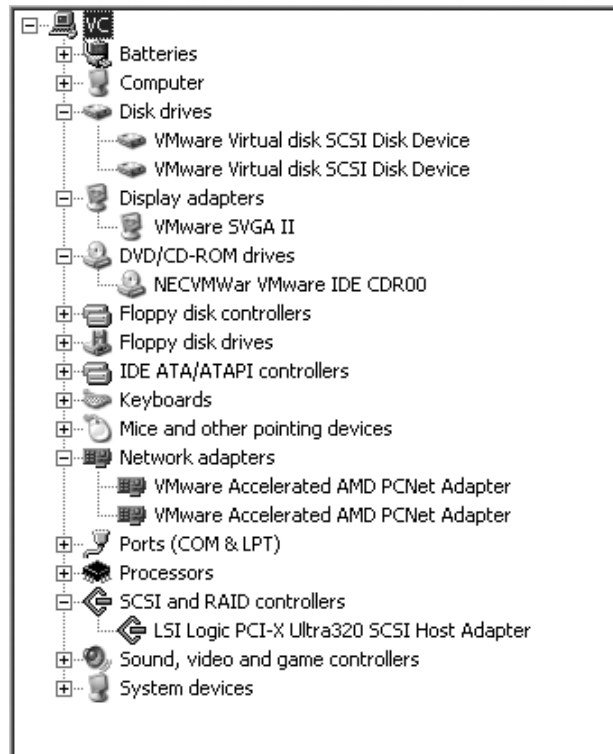 VC
Batteries
Computer
Disk drives
VMware Virtual disk SCSI Disk Device
VMware Virtual disk SCSI Disk Device
Display adapters
VMware SVGA II
DVD/CD-ROM drives
NECVMWar VMware IDE CDR00
Floppy disk controllers
Floppy disk drives
IDE ATA/ATAPI controllers
Keyboards
Mice and other pointing devices
Network adapters
VMware Accelerated AMD PCNet Adapter
VMware Accelerated AMD PCNet Adapter
Ports (COM & LPT)
Processors
SCSI and RAID controllers
LSI Logic PCI-X Ultra320 SCSI Host Adapter
Sound, video and game controllers
System devices